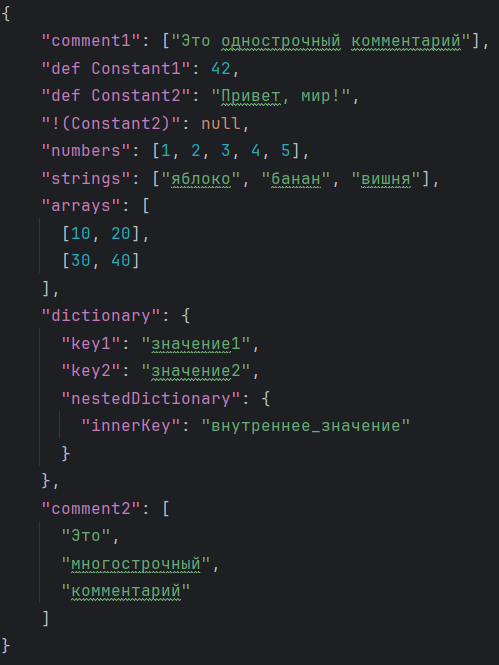 {
    "comment1": ["Это однострочный комментарий"],
    "def Constant1": 42,
    "def Constant2": "Привет, мир!",
    "!(Constant2)": null,
    "numbers": [1, 2, 3, 4, 5],
    "strings": ["яблоко", "банан", "вишня"],
    "arrays": [
      [10, 20],
      [30, 40]
    ],
    "dictionary": {
      "key1": "значение1",
      "key2": "значение2",
      "nestedDictionary": {
        "innerKey": "внутреннее_значение"
      }
    },
    "comment2": [
      "Это",
      "многострочный",
      "комментарий"
    ]
}